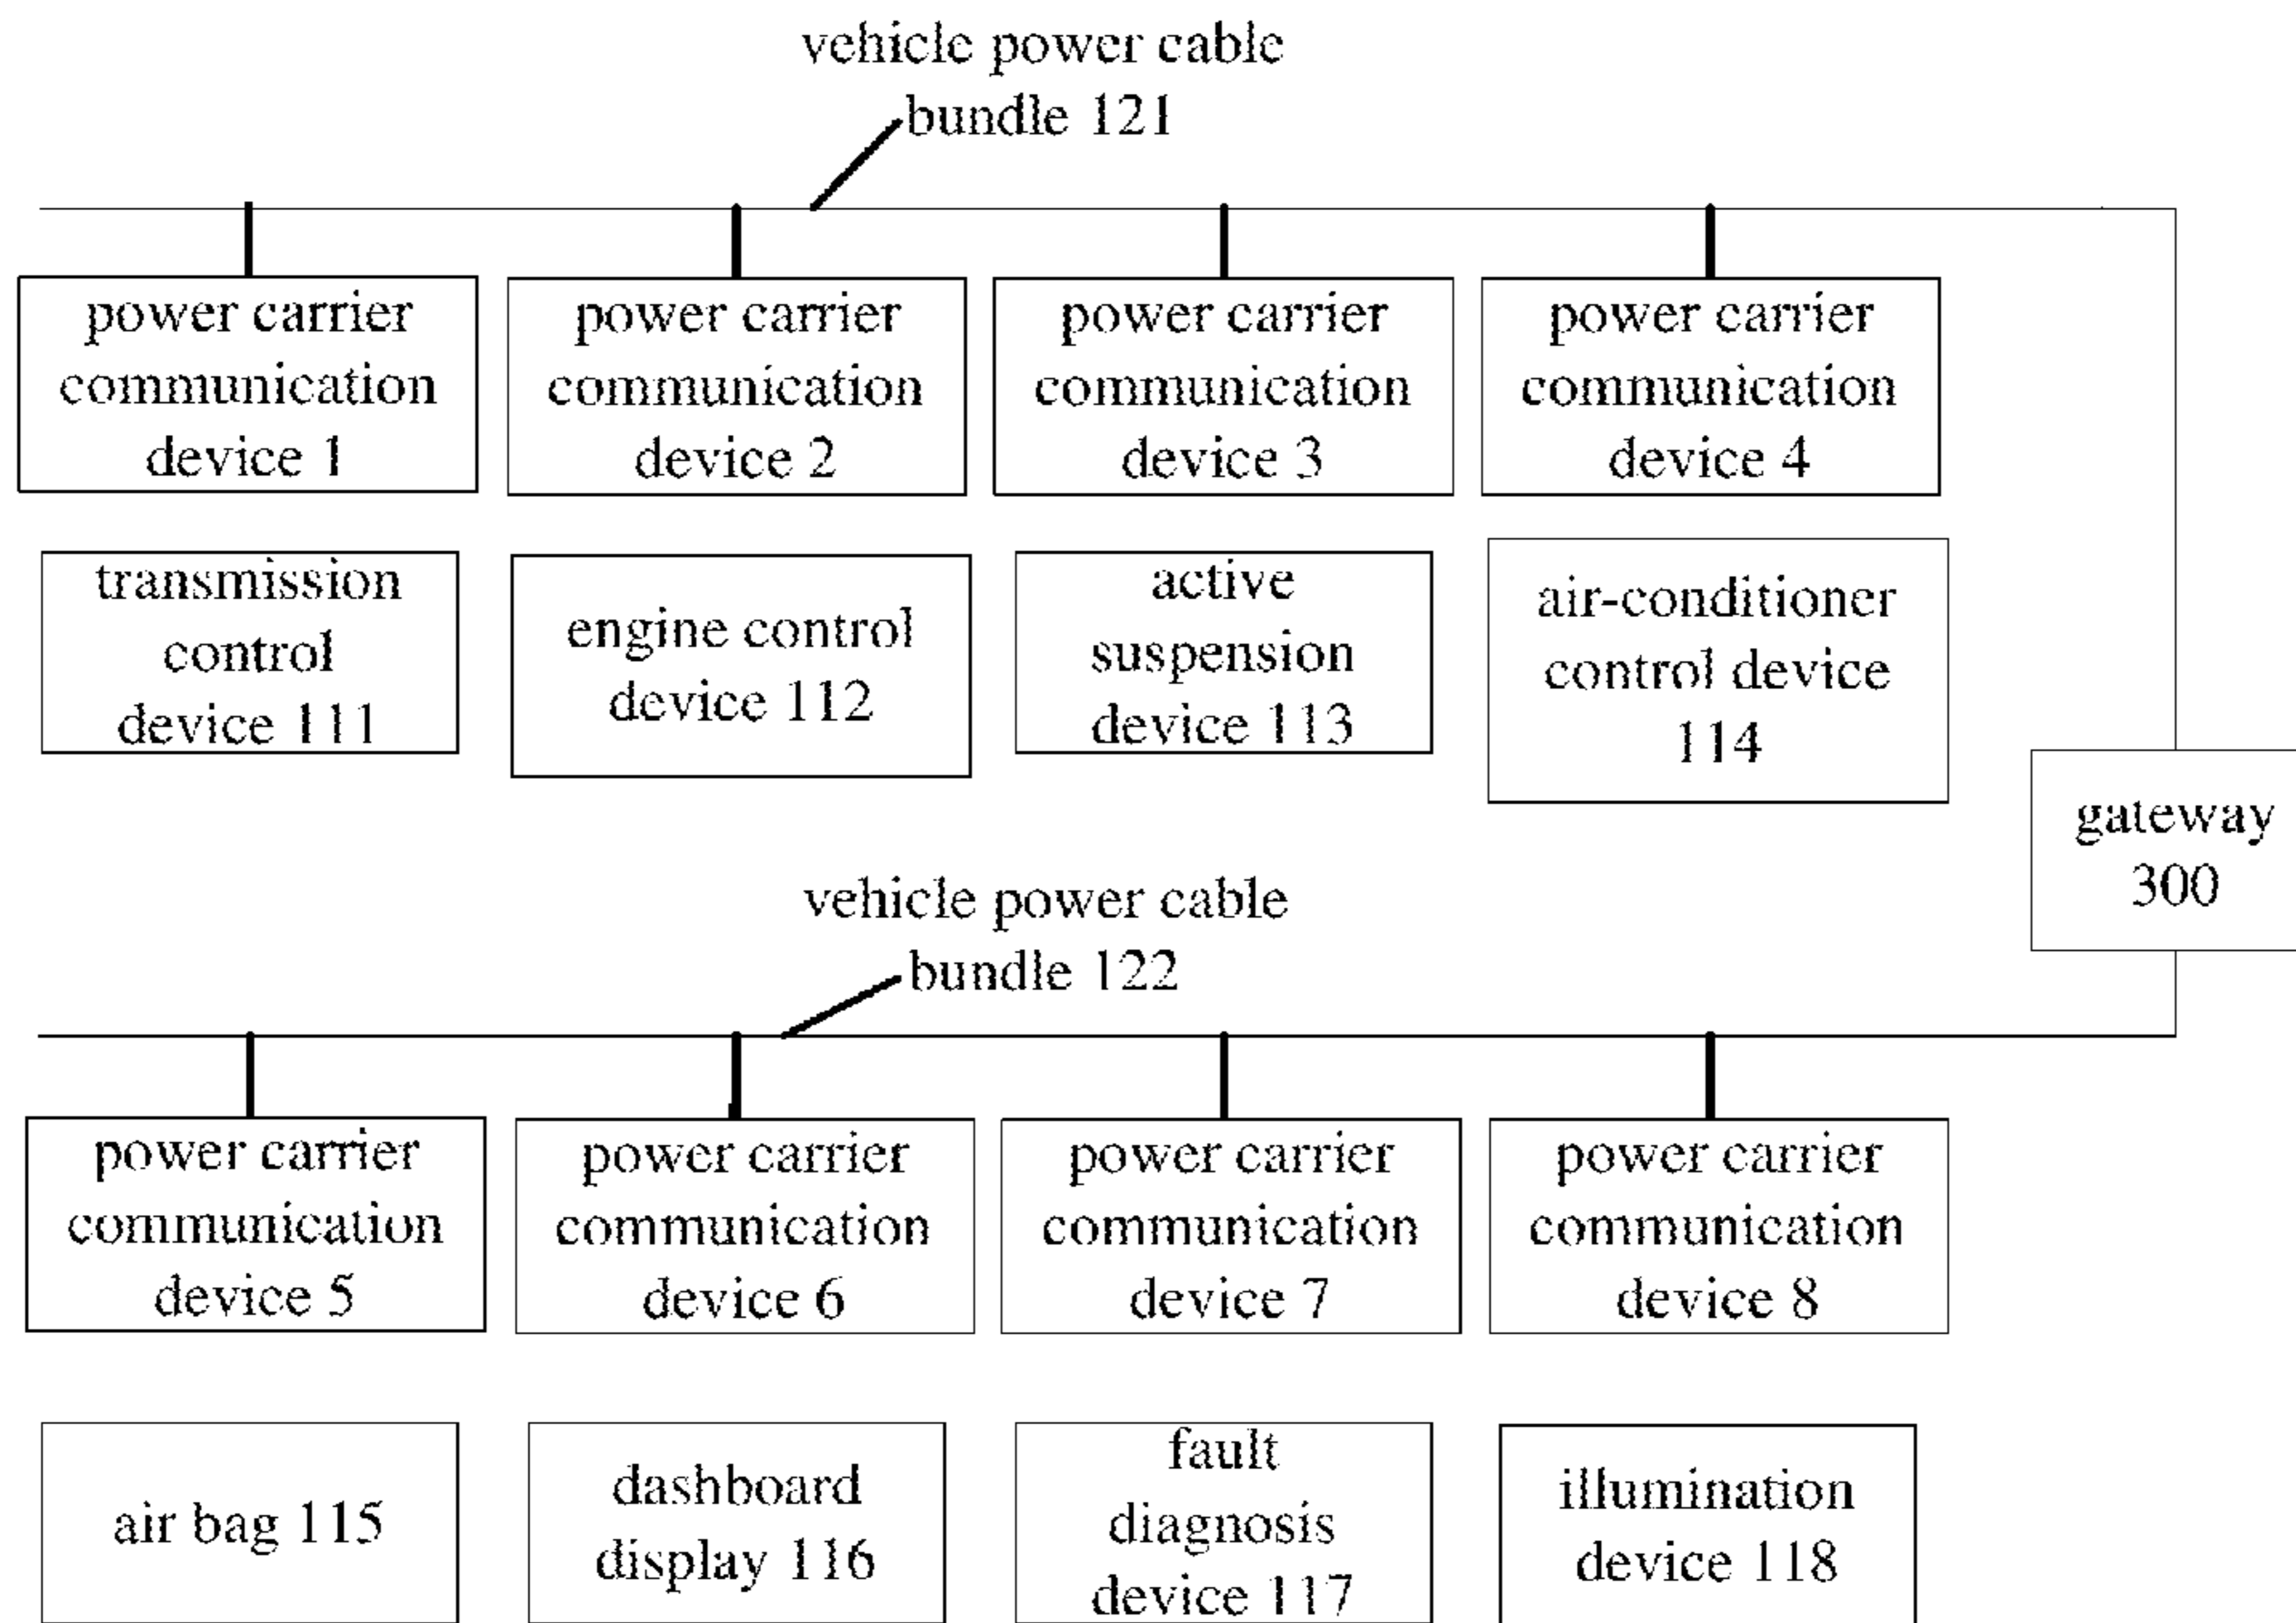 vehicle power cable
bundle 121
power carrier
communication
device 1
power carrier
communication
device 2
power carrier
communication
device 3
power carrier
communication
device 4
transmission
control
device 111
engine control
device 112
active
suspension
device 113
air-conditioner
control device
114
gateway
300
vehicle power cable
bundle 122
power carrier
communication
device 5
power carrier
communication
device 6
power carrier
communication
device 7
power carrier
communication
device 8
air bag 115
dashboard
display 116
fault
diagnosis
device 117
illumination
device 118